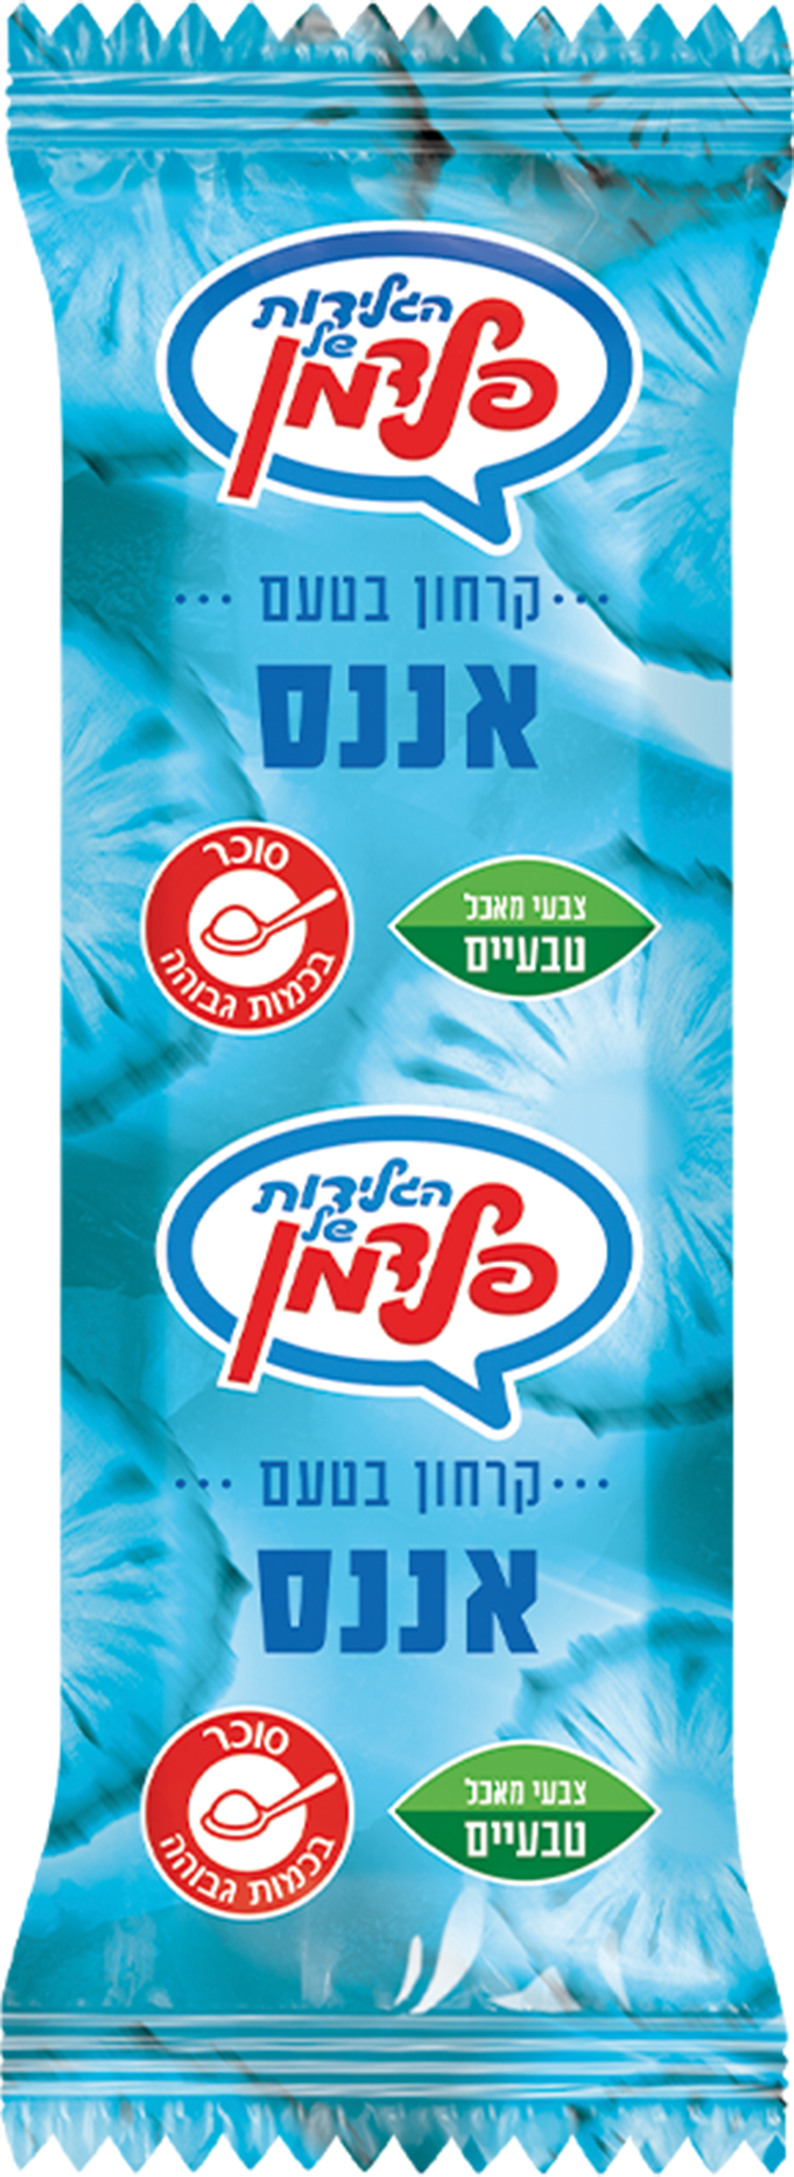 הגלידות
של
פלדמן
קרחון בטעם
אננס
סוכר
בכמות גבוהה
צבעי מאכל
טבעיים
הגלידות
של
פלדמן
קרחון בטעם
אננס
סוכר
בכמות גבוהה
צבעי מאכל
טבעיים